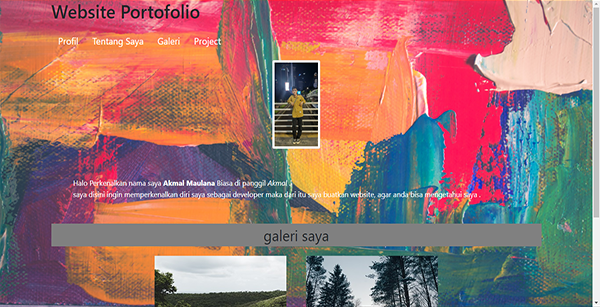 Website Portofolio
Profil Tentang Saya Galeri Project
Halo Perkenalkan nama saya Akmal Maulana Biasa di panggil Akmal .
saya disini ingin memperkenalkan diri saya sebagai developer maka dari itu saya buatkan website, agar anda bisa mengetahui saya .
galeri saya